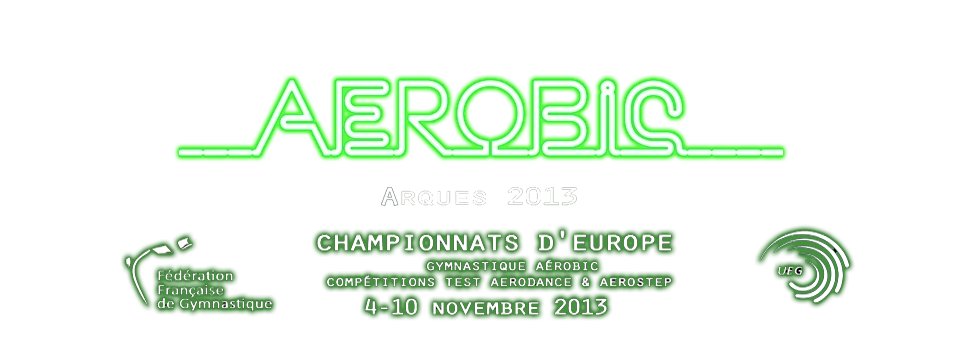 AEROBIC
ARQUES 2013
CHAMPIONNATS D'EUROPE
GYMNASTIQUE AÉROBIC
COMPÉTITIONS TEST AERODANCE & AEROSTEP
4-10 NOVEMBRE 2013
Fédération
Française
de Gymnastique
UEG